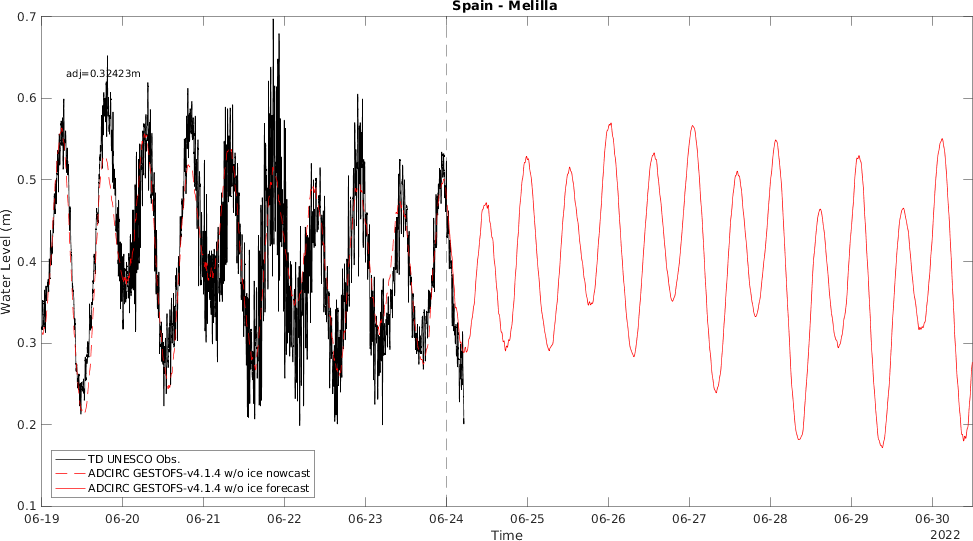 Spain - Melilla
0.7
adj=0.32423m
0.6
0.5
0.4
0.3
0.2
0.1
Water Level (m)
TD UNESCO Obs.
ADCIRC GESTOFS-v4.1.4 w/o ice nowcast
ADCIRC GESTOFS-v4.1.4 w/o ice forecast
06-19 06-20 06-21 06-22 06-23 06-24 06-25 06-26 06-27 06-28 06-29 06-30
2022
Time